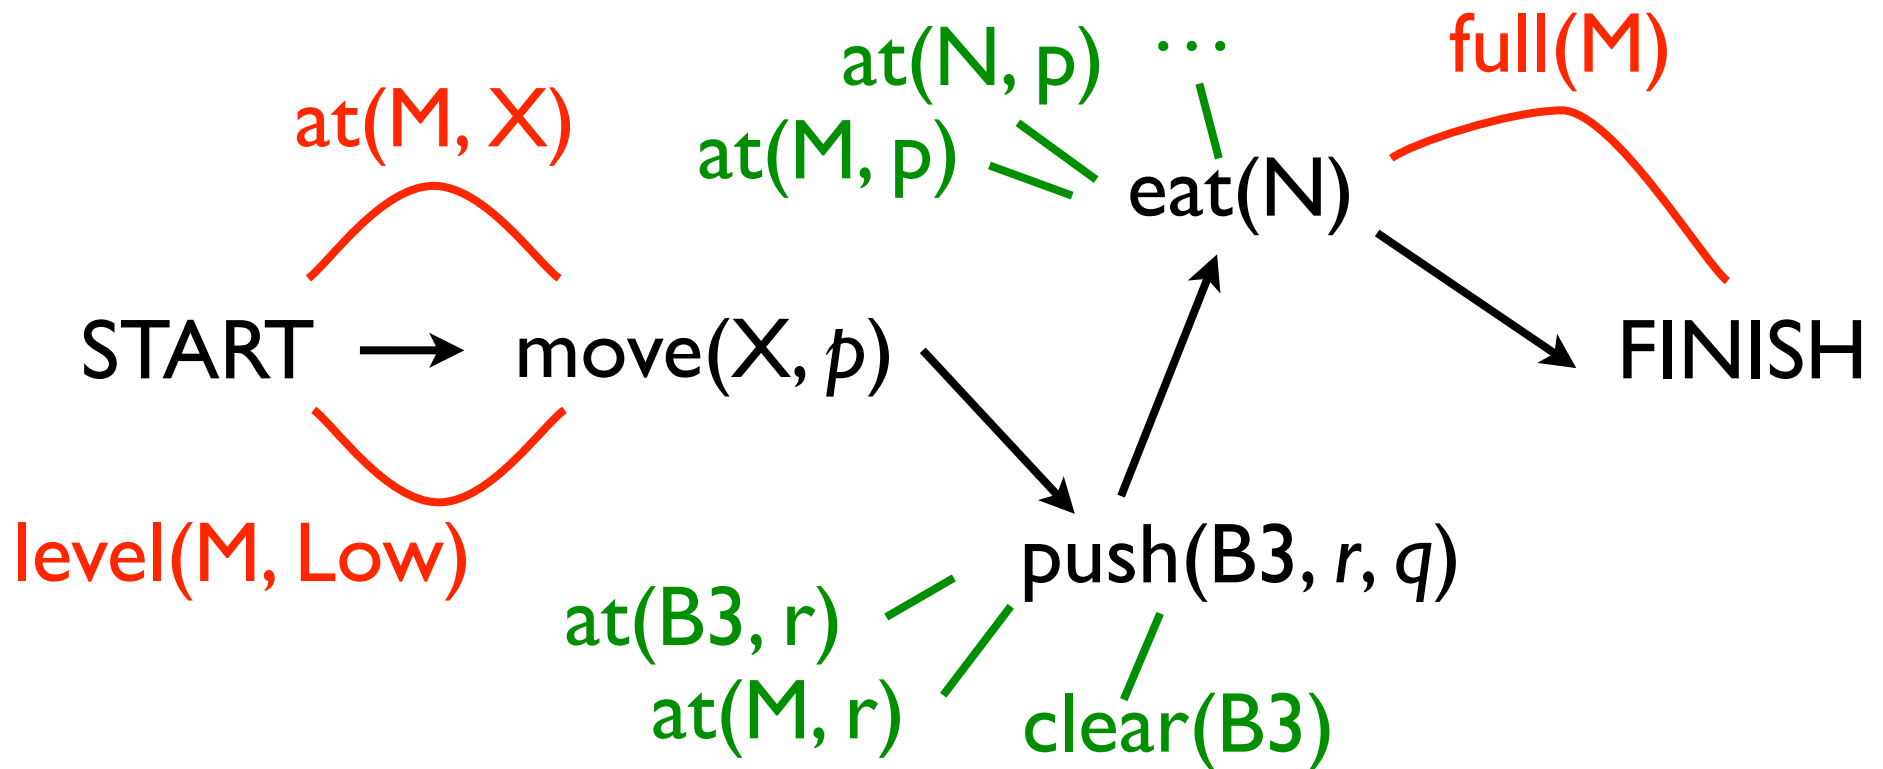 at(N, p) ...
full(M)
at(M, X)
at(M, p)
eat(N)
START
move(X, p)
FINISH
level(M, Low)
push(B3, r, q)
at(B3, r)
at(M, r)
clear(B3)